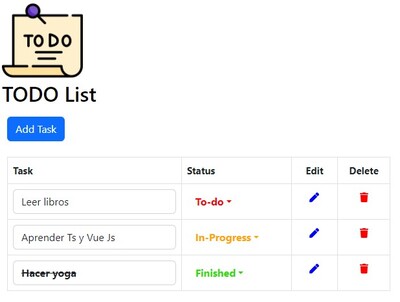 TO DO
TODO List
Add Task
Task Status Edit Delete
Leer libros To-do
Aprender Ts y Vue Js In-Progress
Hacer yoga Finished